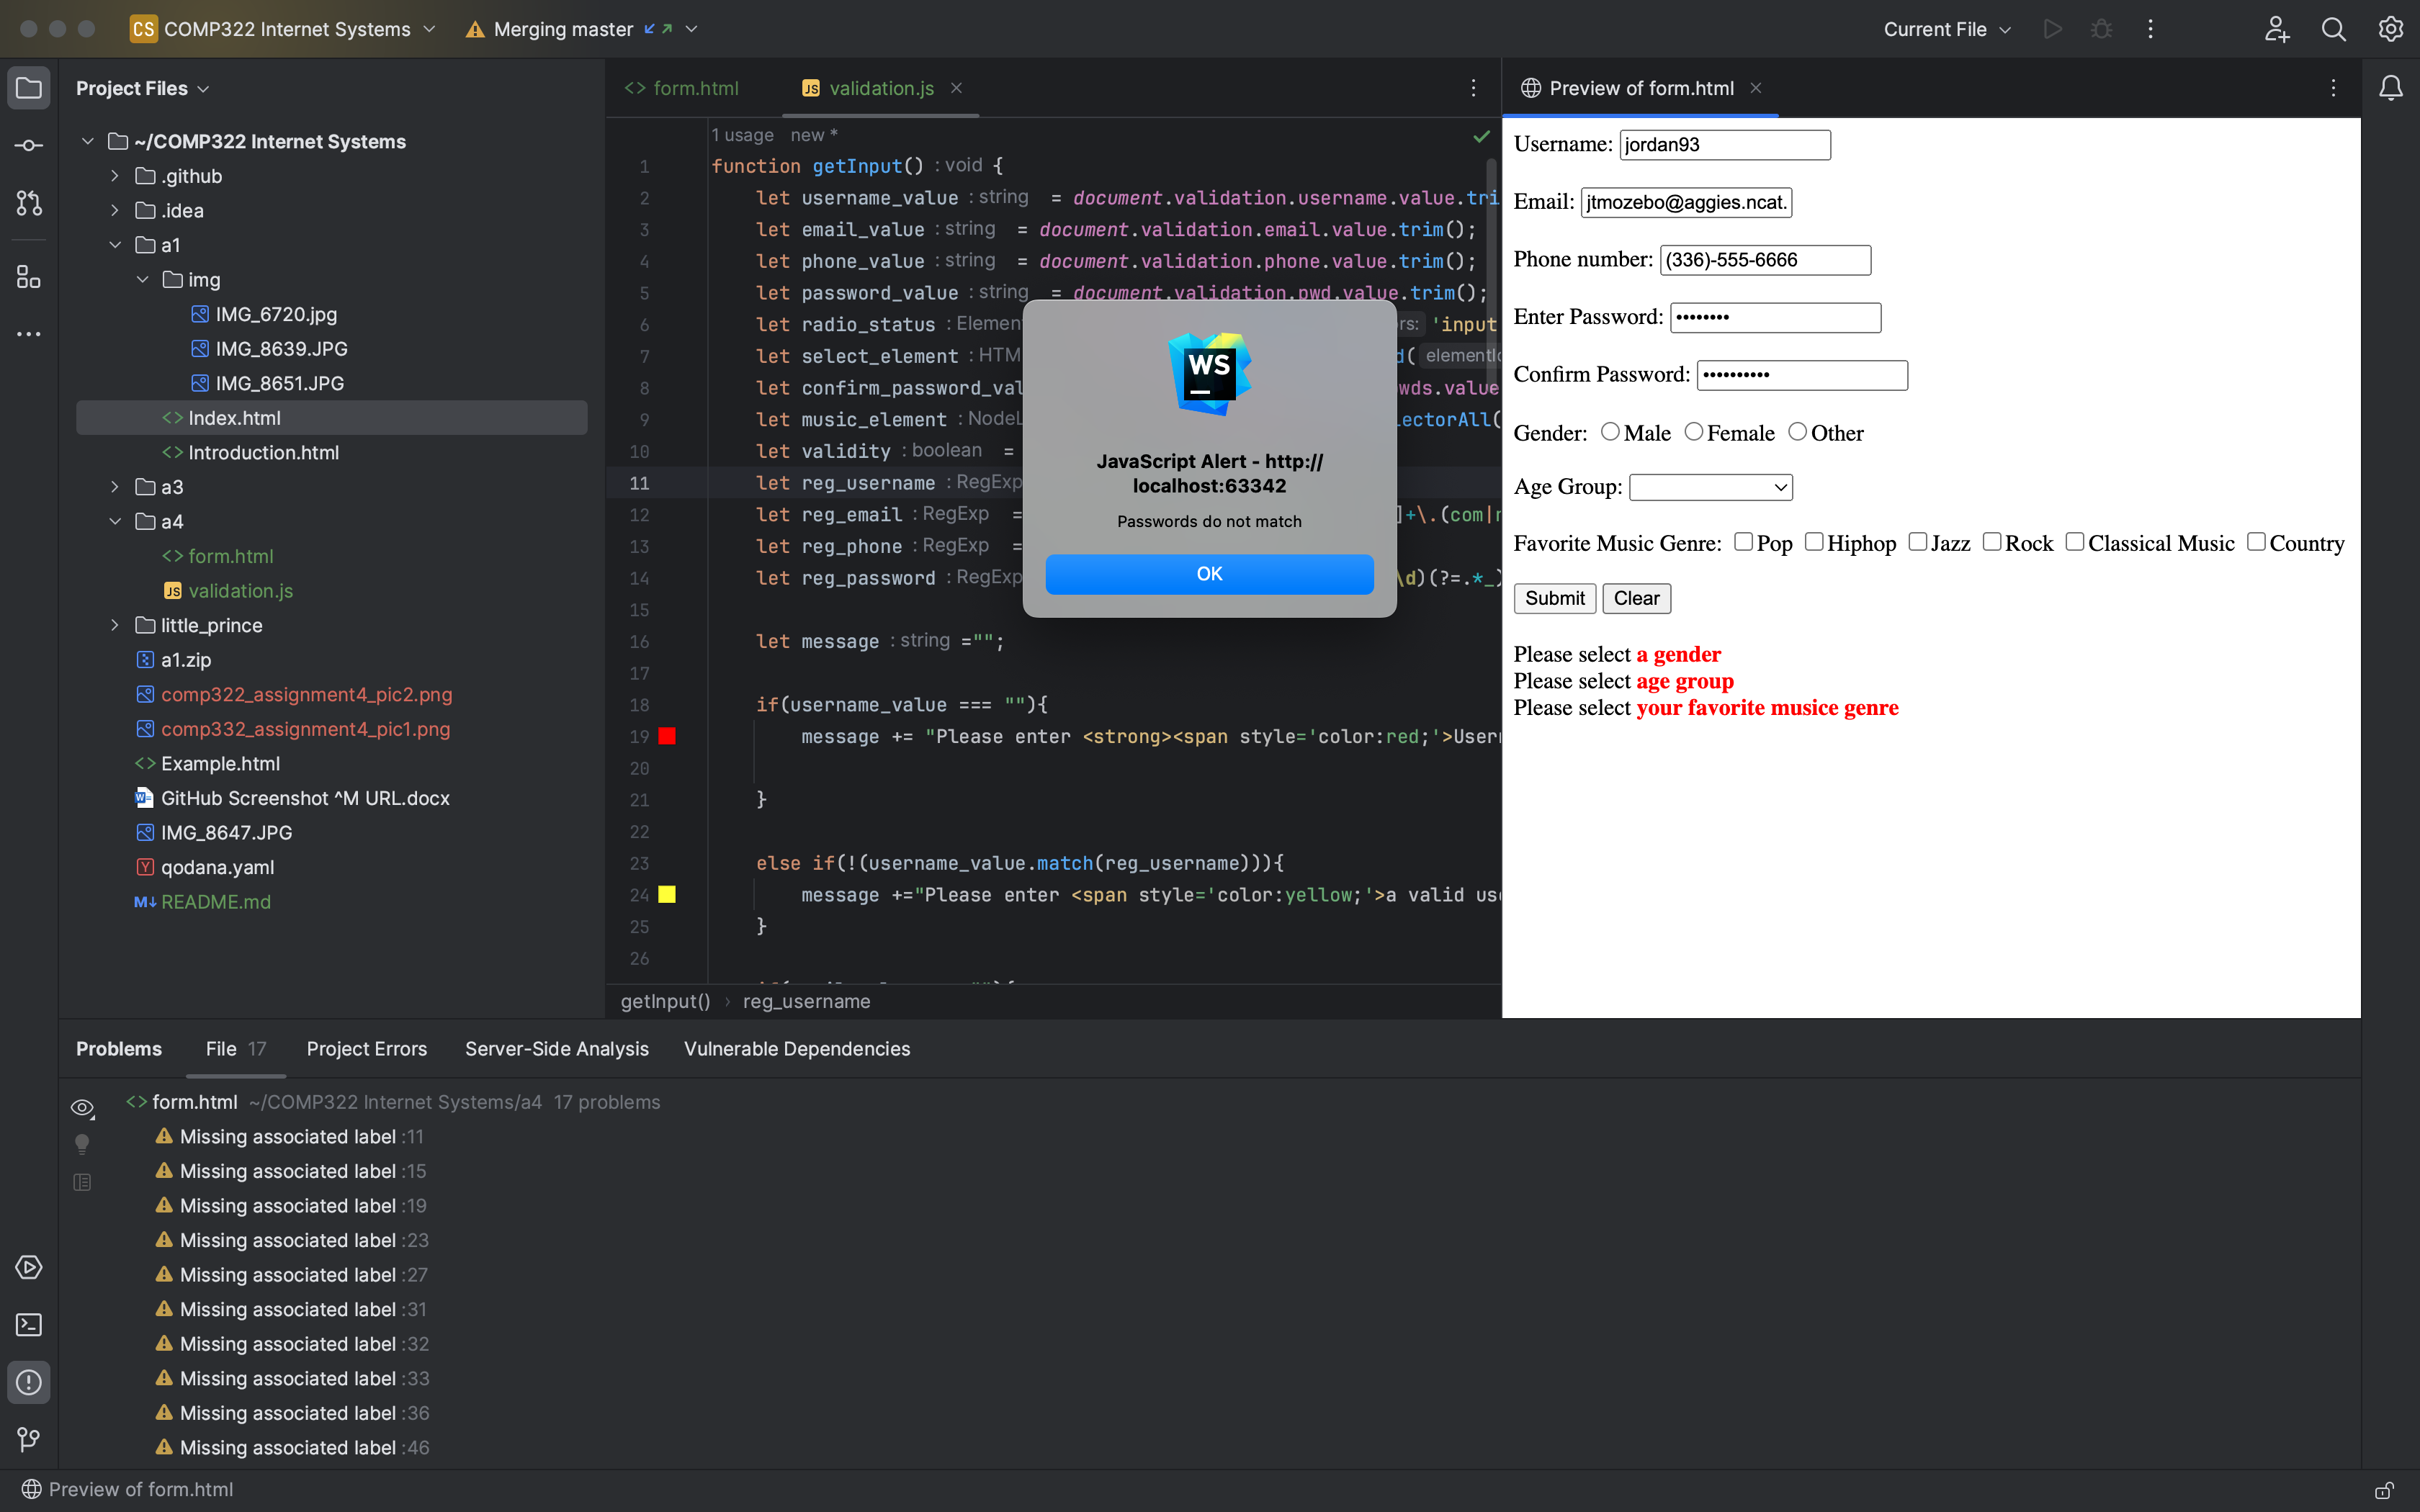 CS COMP322 Internet Systems Merging master Current File
Project Files
~/COMP322 Internet Systems
.github
.idea
a1
img
IMG_6720.jpg
IMG_8639.JPG
IMG_8651.JPG
Index.html
Introduction.html
a3
a4
form.html
validation.js
little_prince
a1.zip
comp322_assignment4_pic2.png
comp332_assignment4_pic1.png
Example.html
GitHub Screenshot ^M URL.docx
IMG_8647.JPG
qodana.yaml
README.md
form.html validation.js
1 usage new *
1 function getInput() : void {
2 let username_value : string = document.validation.username.value.tri
3 let email_value : string = document.validation.email.value.trim();
4 let phone_value : string = document.validation.phone.value.trim();
5 let password_value : string = document.validation.pwd.value.trim();
6 let radio_status : Elemen rs: 'input
7 let select_element : HTM d( elementId
8 let confirm_password_val wds.value
9 let music_element : NodeL ectorAll(
10 let validity : boolean =
11 let reg_username : RegExp
12 let reg_email : RegExp = ]+\.(com|
13 let reg_phone : RegExp =
14 let reg_password : RegExp \d)(?=.*_)
15
16 let message : string ="";
17
18 if(username_value === ""){
19 message += "Please enter <strong><span style='color:red;'>User
20
21 }
22
23 else if(!(username_value.match(reg_username))){
24 message +="Please enter <span style='color:yellow;'>a valid us
25 }
26
getInput() › reg_username
WS
JavaScript Alert - http://
localhost:63342
Passwords do not match
OK
Preview of form.html
Username: jordan93
Email: jtmozebo@aggies.ncat.
Phone number: (336)-555-6666
Enter Password: ••••••••
Confirm Password: ••••••••••
Gender: Male Female Other
Age Group:
Favorite Music Genre: Pop Hiphop Jazz Rock Classical Music Country
Submit Clear
Please select a gender
Please select age group
Please select your favorite musice genre
Problems File 17 Project Errors Server-Side Analysis Vulnerable Dependencies
form.html ~/COMP322 Internet Systems/a4 17 problems
Missing associated label :11
Missing associated label :15
Missing associated label :19
Missing associated label :23
Missing associated label :27
Missing associated label :31
Missing associated label :32
Missing associated label :33
Missing associated label :36
Missing associated label :46
Preview of form.html